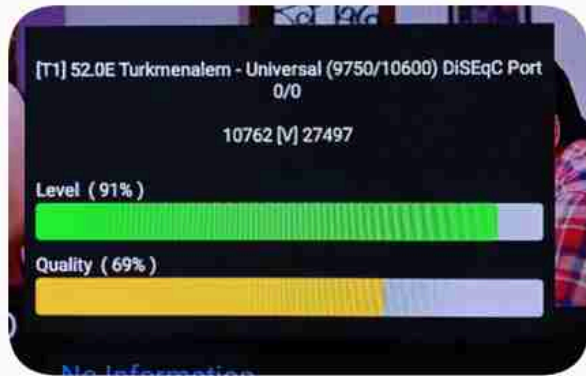 [T1] 52.0E Turkmenalem - Universal (9750/10600) DiSEqC Port
0/0
10762 [V] 27497
Level ( 91% )
Quality ( 69% )
No Information